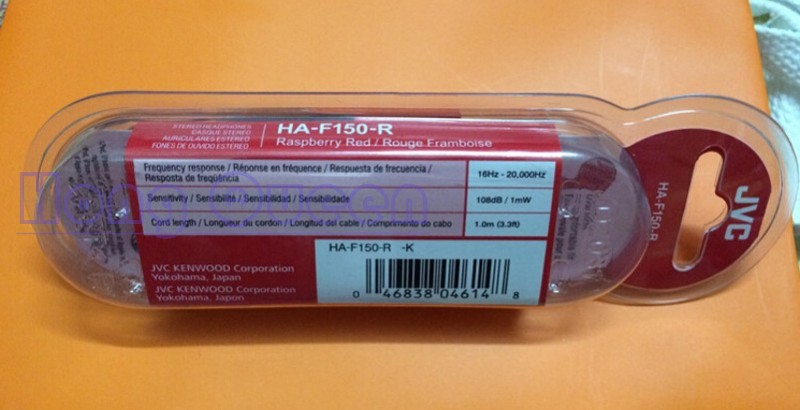 STEREO HEADPHONES
CASQUE STEREO
AURICULARES ESTEREO
FONES DE OUVIDO ESTEREO
HA-F150-R
Raspberry Red / Rouge Framboise
Frequency response / Réponse en fréquence / Respuesta de frecuencia /
Resposta de freqüência
16Hz - 20,000Hz
Sensitivity / Sensibilité / Sensibilidad / Sensibilidade
108dB / 1mW
Cord length / Longueur du cordon / Longitud del cable / Comprimento do cabo
1.0m (3.3ft)
HA-F150-R -K
0 46838 04614 8
JVC KENWOOD Corporation
Yokohama, Japan
JVC KENWOOD Corporation
Yokohama, Japon
JVC
HA-F150-R